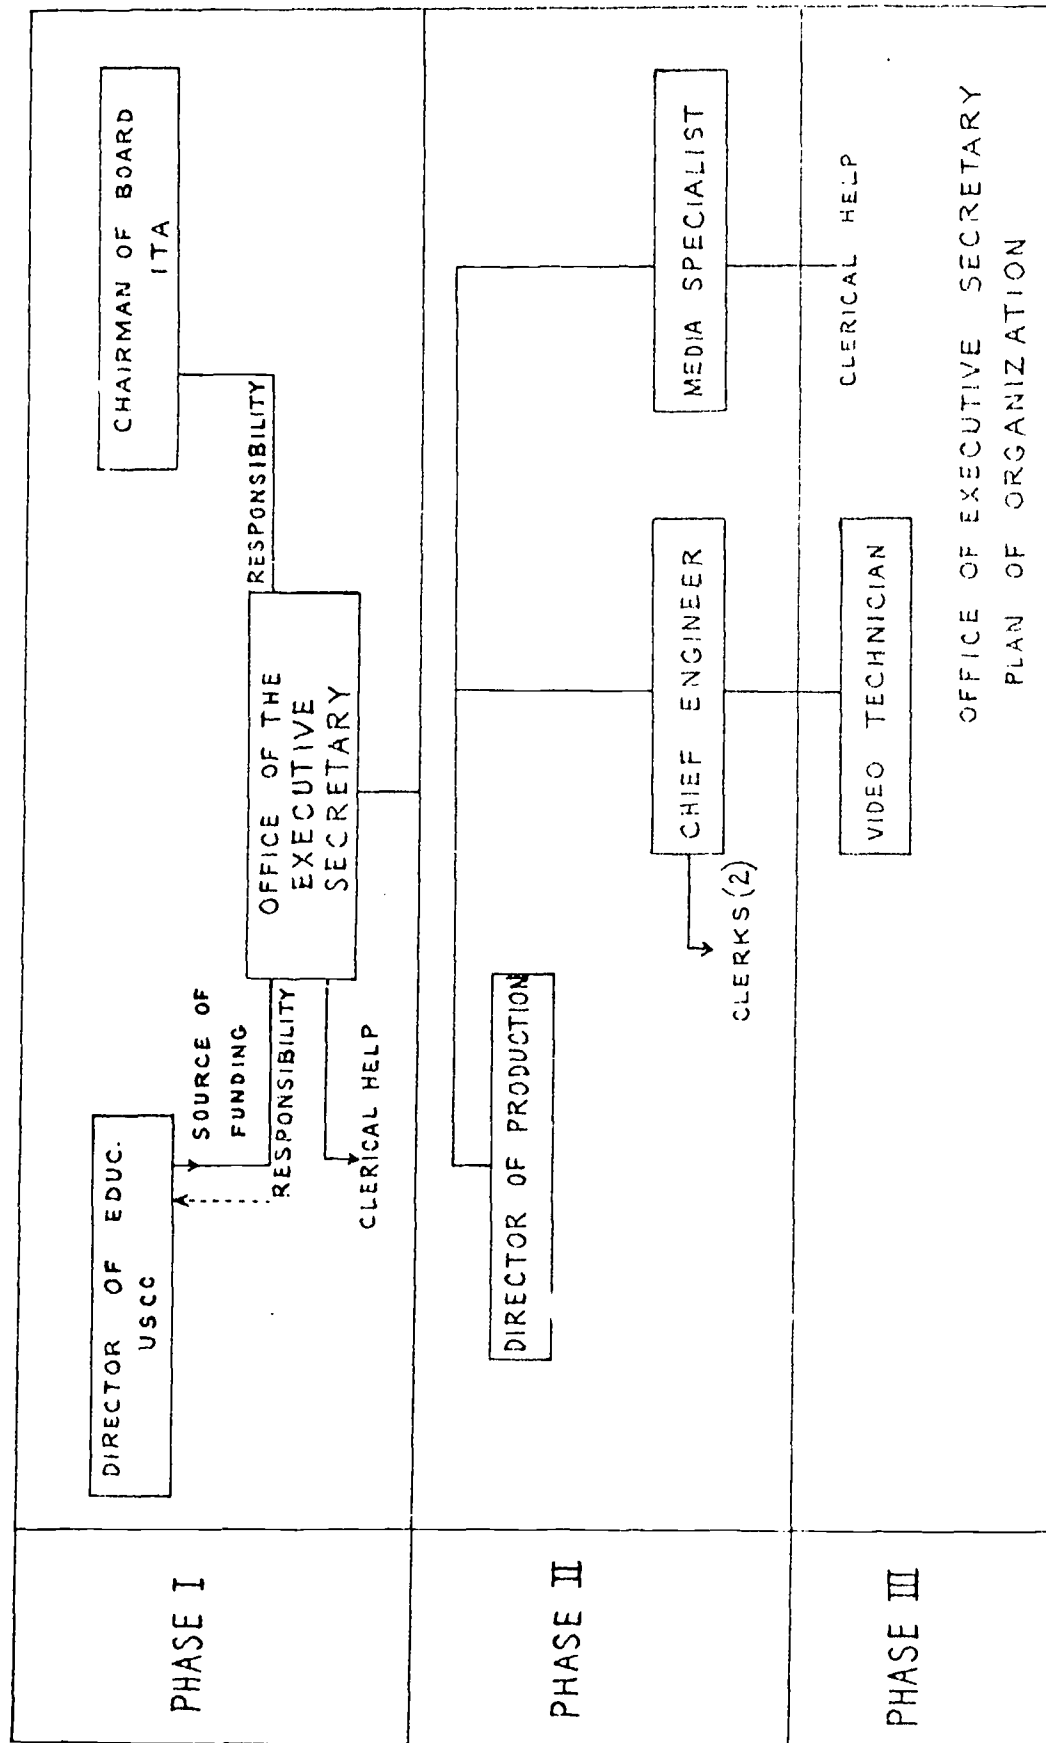 PHASE I
DIRECTOR OF EDUC.
USCC
SOURCE OF
FUNDING
RESPONSIBILITY
CLERICAL HELP
OFFICE OF THE
EXECUTIVE
SECRETARY
RESPONSIBILITY
CHAIRMAN OF BOARD
ITA
PHASE II
DIRECTOR OF PRODUCTION
CHIEF ENGINEER
CLERKS (2)
MEDIA SPECIALIST
PHASE III
VIDEO TECHNICIAN
CLERICAL HELP
OFFICE OF EXECUTIVE SECRETARY
PLAN OF ORGANIZATION